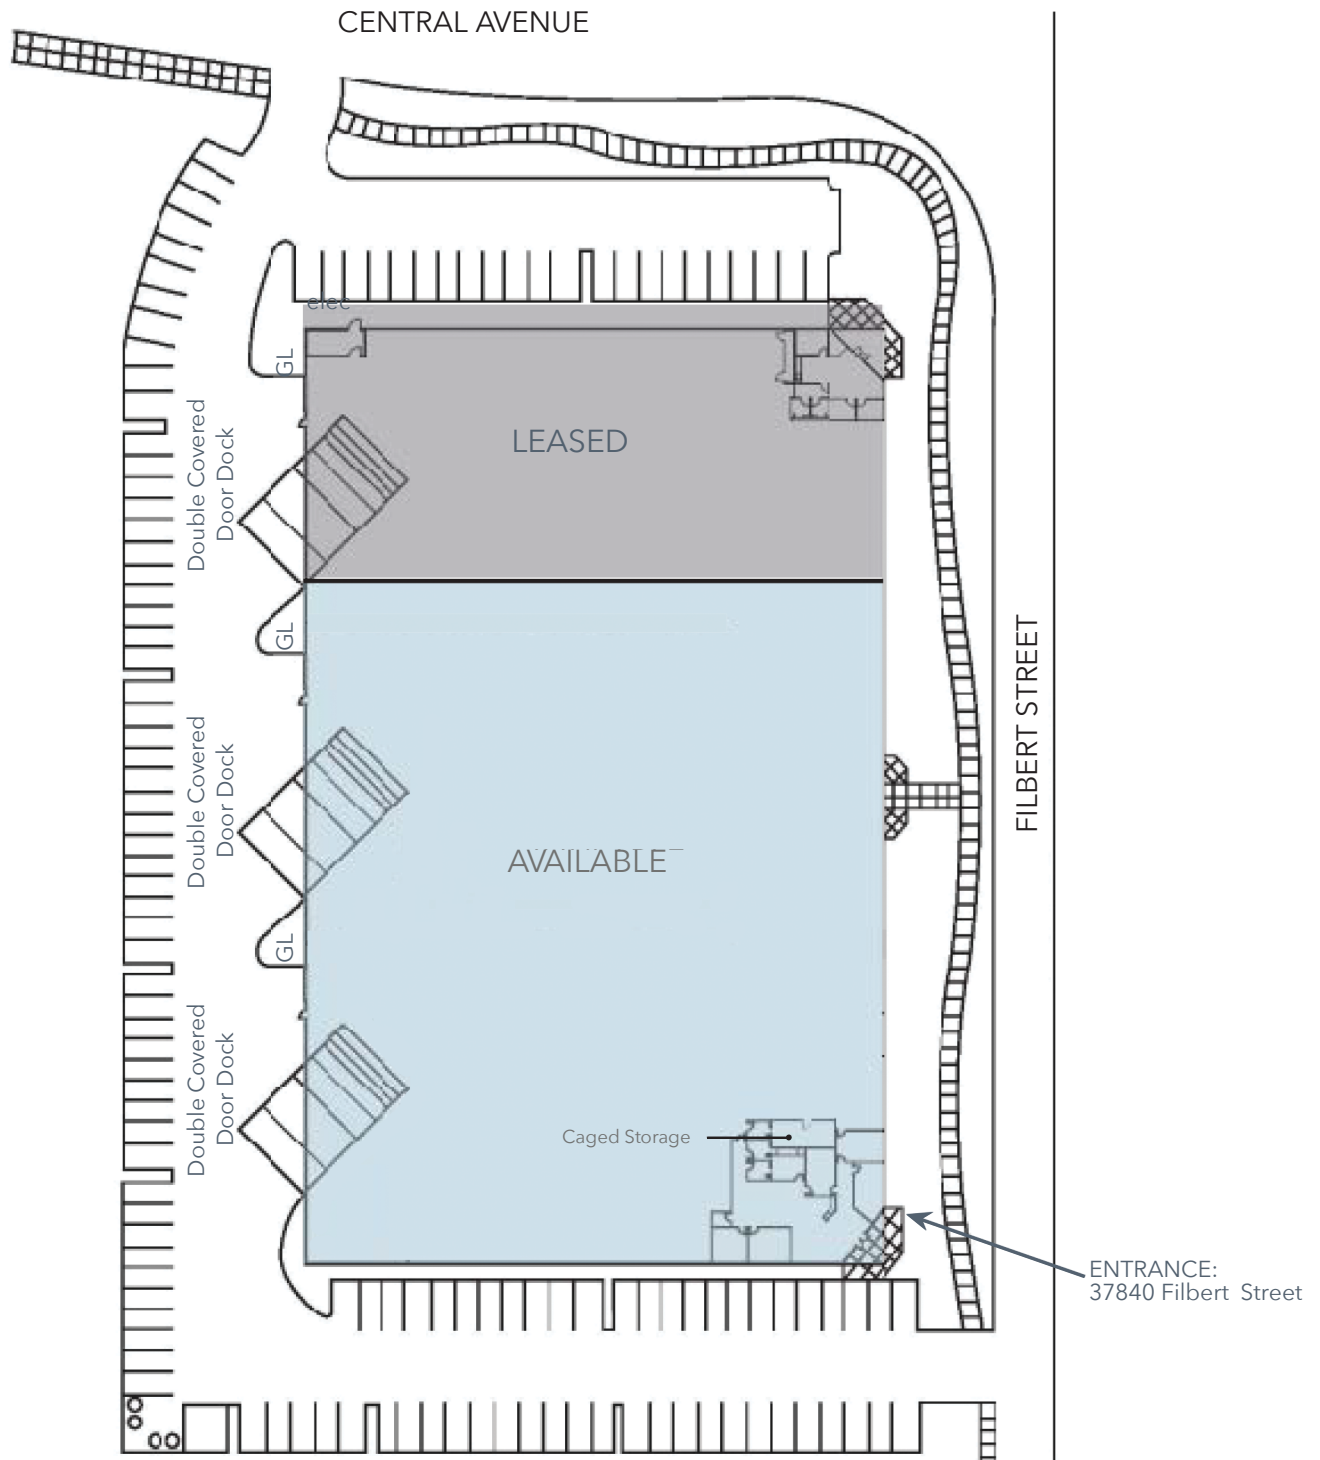 CENTRAL AVENUE
elec
GL
Double Covered
Door Dock
LEASED
GL
FILBERT STREET
Double Covered
Door Dock
AVAILABLE
GL
Double Covered
Door Dock
Caged Storage
ENTRANCE:
37840 Filbert Street